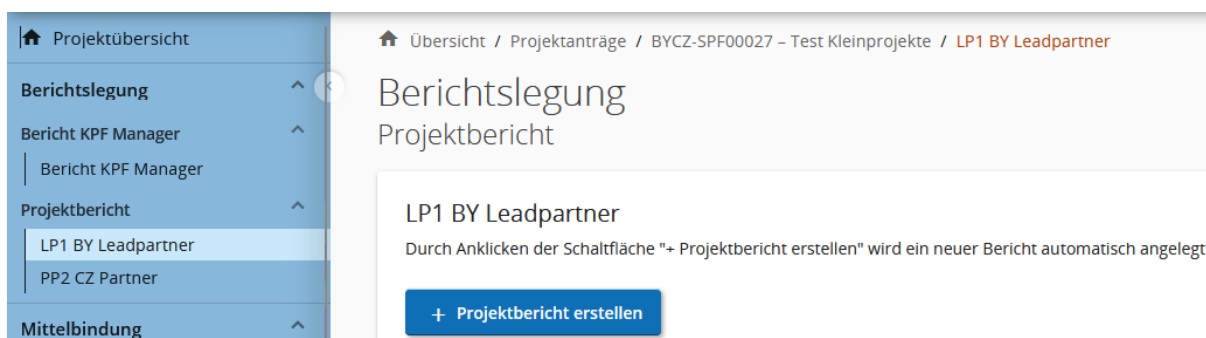 Projektübersicht
Berichtslegung
Bericht KPF Manager
Bericht KPF Manager
Projektbericht
LP1 BY Leadpartner
PP2 CZ Partner
Mittelbindung
Übersicht / Projektanträge / BYCZ-SPF00027 – Test Kleinprojekte / LP1 BY Leadpartner
Berichtslegung
Projektbericht
LP1 BY Leadpartner
Durch Anklicken der Schaltfläche "+ Projektbericht erstellen" wird ein neuer Bericht automatisch angelegt
+ Projektbericht erstellen